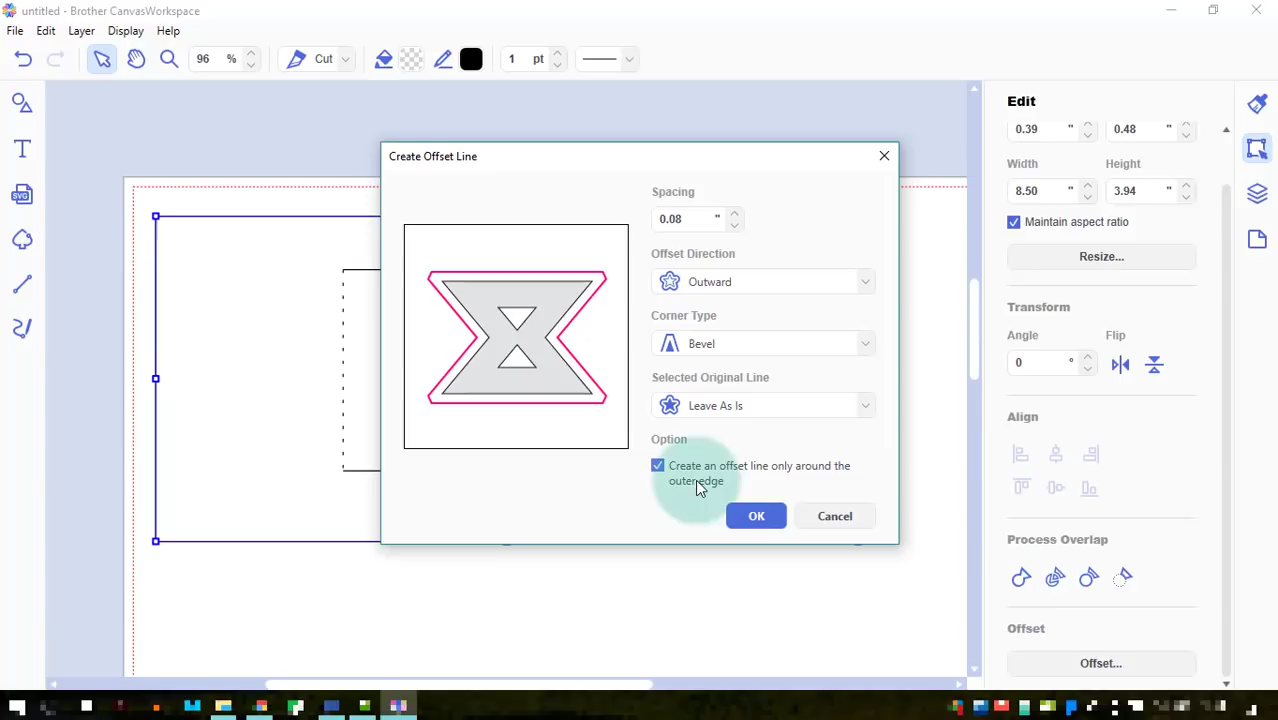 untitled - Brother CanvasWorkspace
File Edit Layer Display Help
96 % Cut 1 pt
Edit
0.39 " 0.48 "
Width Height
8.50 " 3.94 "
Maintain aspect ratio
Resize...
Transform
Angle Flip
0 °
Align
Process Overlap
Offset
Offset...
T
SVG
Create Offset Line
Spacing
0.08 "
Offset Direction
Outward
Corner Type
Bevel
Selected Original Line
Leave As Is
Option
Create an offset line only around the
outer edge
OK Cancel